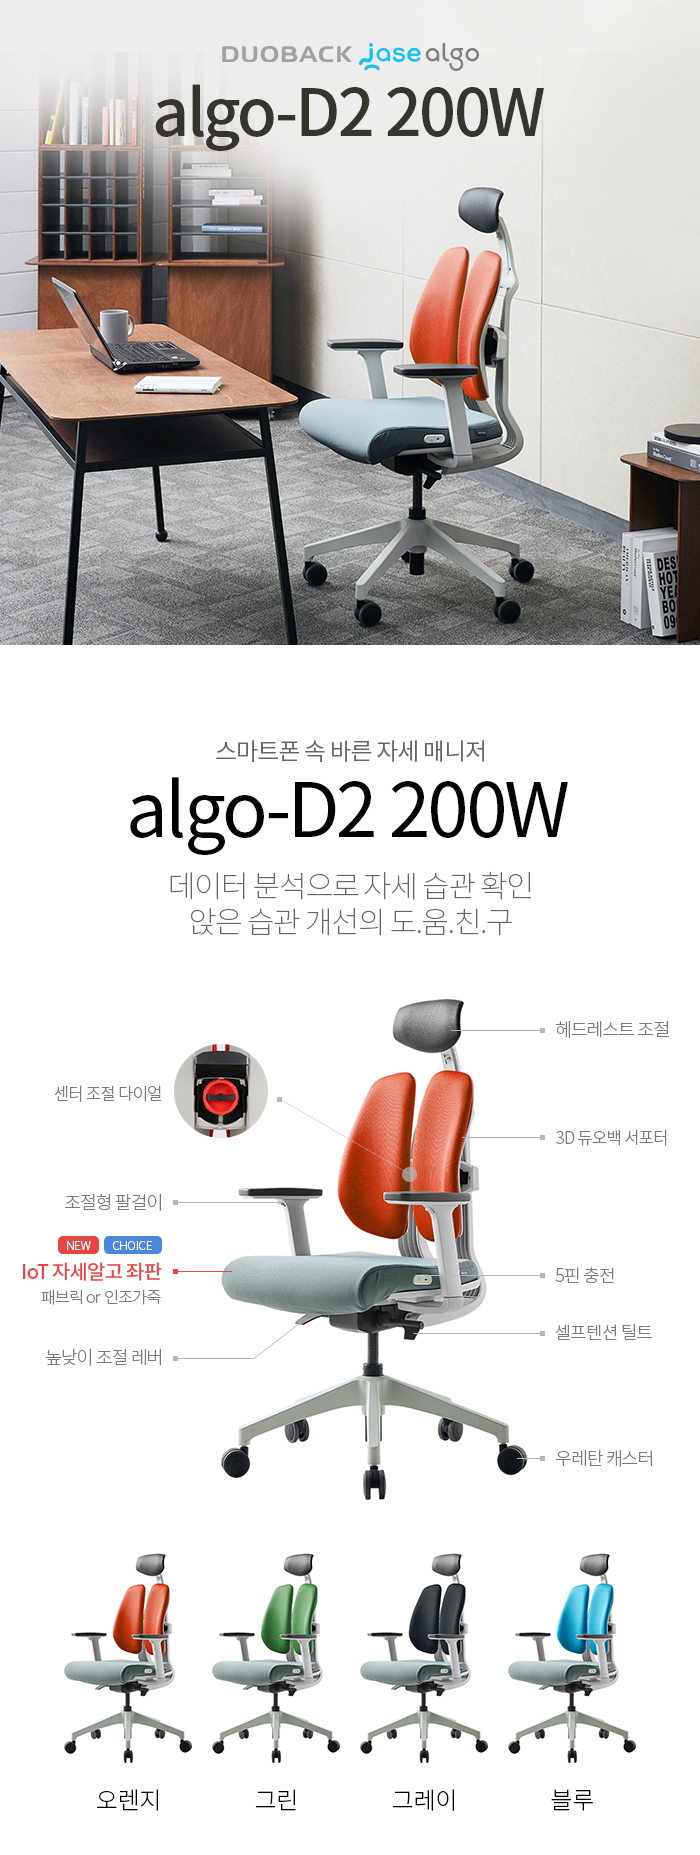 DUOBACK jase algo
algo-D2 200W
스마트폰 속 바른 자세 매니저
algo-D2 200W
데이터 분석으로 자세 습관 확인
앉은 습관 개선의 도.움.친.구
헤드레스트 조절
센터 조절 다이얼
3D 듀오백 서포터
조절형 팔걸이
NEW CHOICE
IoT 자세알고 좌판
패브릭 or 인조가죽
5핀 충전
셀프텐션 틸트
높낮이 조절 레버
우레탄 캐스터
오렌지 그린 그레이 블루